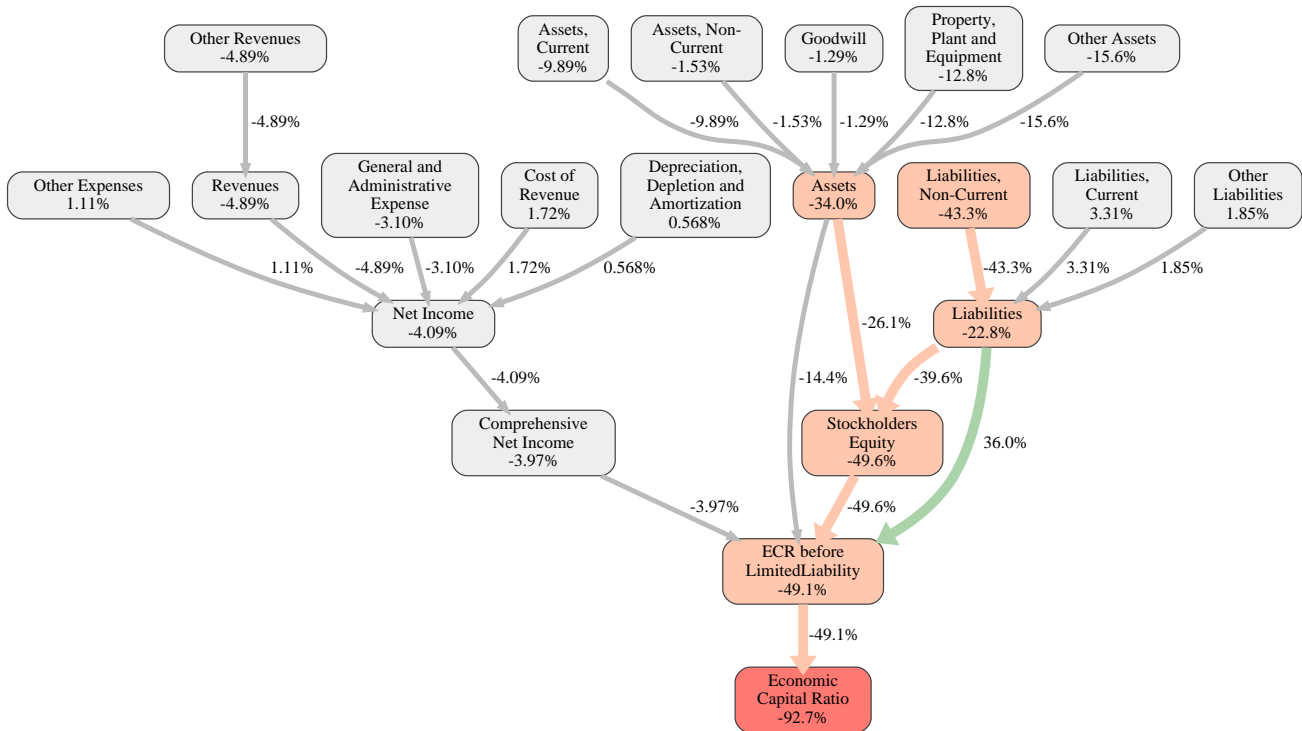 Other Revenues
-4.89%
Assets,
Current
-9.89%
Assets, Non-
Current
-1.53%
Goodwill
-1.29%
Property,
Plant and
Equipment
-12.8%
Other Assets
-15.6%
-4.89%
-9.89%
-1.53%
-1.29%
-12.8%
-15.6%
Other Expenses
1.11%
Revenues
-4.89%
General and
Administrative
Expense
-3.10%
Cost of
Revenue
1.72%
Depreciation,
Depletion and
Amortization
0.568%
Assets
-34.0%
Liabilities,
Non-Current
-43.3%
Liabilities,
Current
3.31%
Other
Liabilities
1.85%
1.11%
-4.89%
-3.10%
1.72%
0.568%
-43.3%
3.31%
1.85%
Net Income
-4.09%
-26.1%
Liabilities
-22.8%
-4.09%
-14.4%
-39.6%
Comprehensive
Net Income
-3.97%
Stockholders
Equity
-49.6%
36.0%
-3.97%
-49.6%
ECR before
LimitedLiability
-49.1%
-49.1%
Economic
Capital Ratio
-92.7%